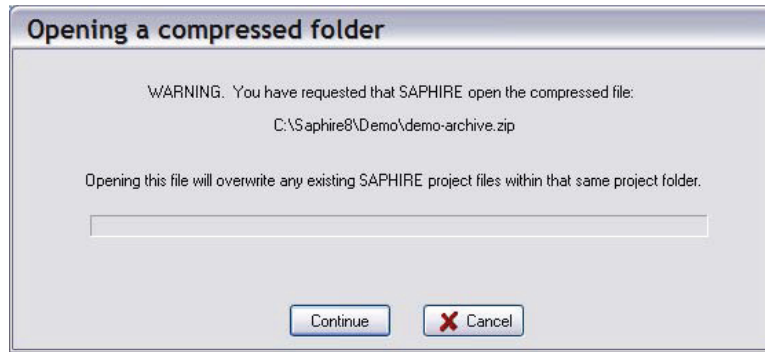 Opening a compressed folder
WARNING. You have requested that SAPHIRE open the compressed file:
C:\Saphire8\Demo\demo-archive.zip
Opening this file will overwrite any existing SAPHIRE project files within that same project folder.
Continue Cancel